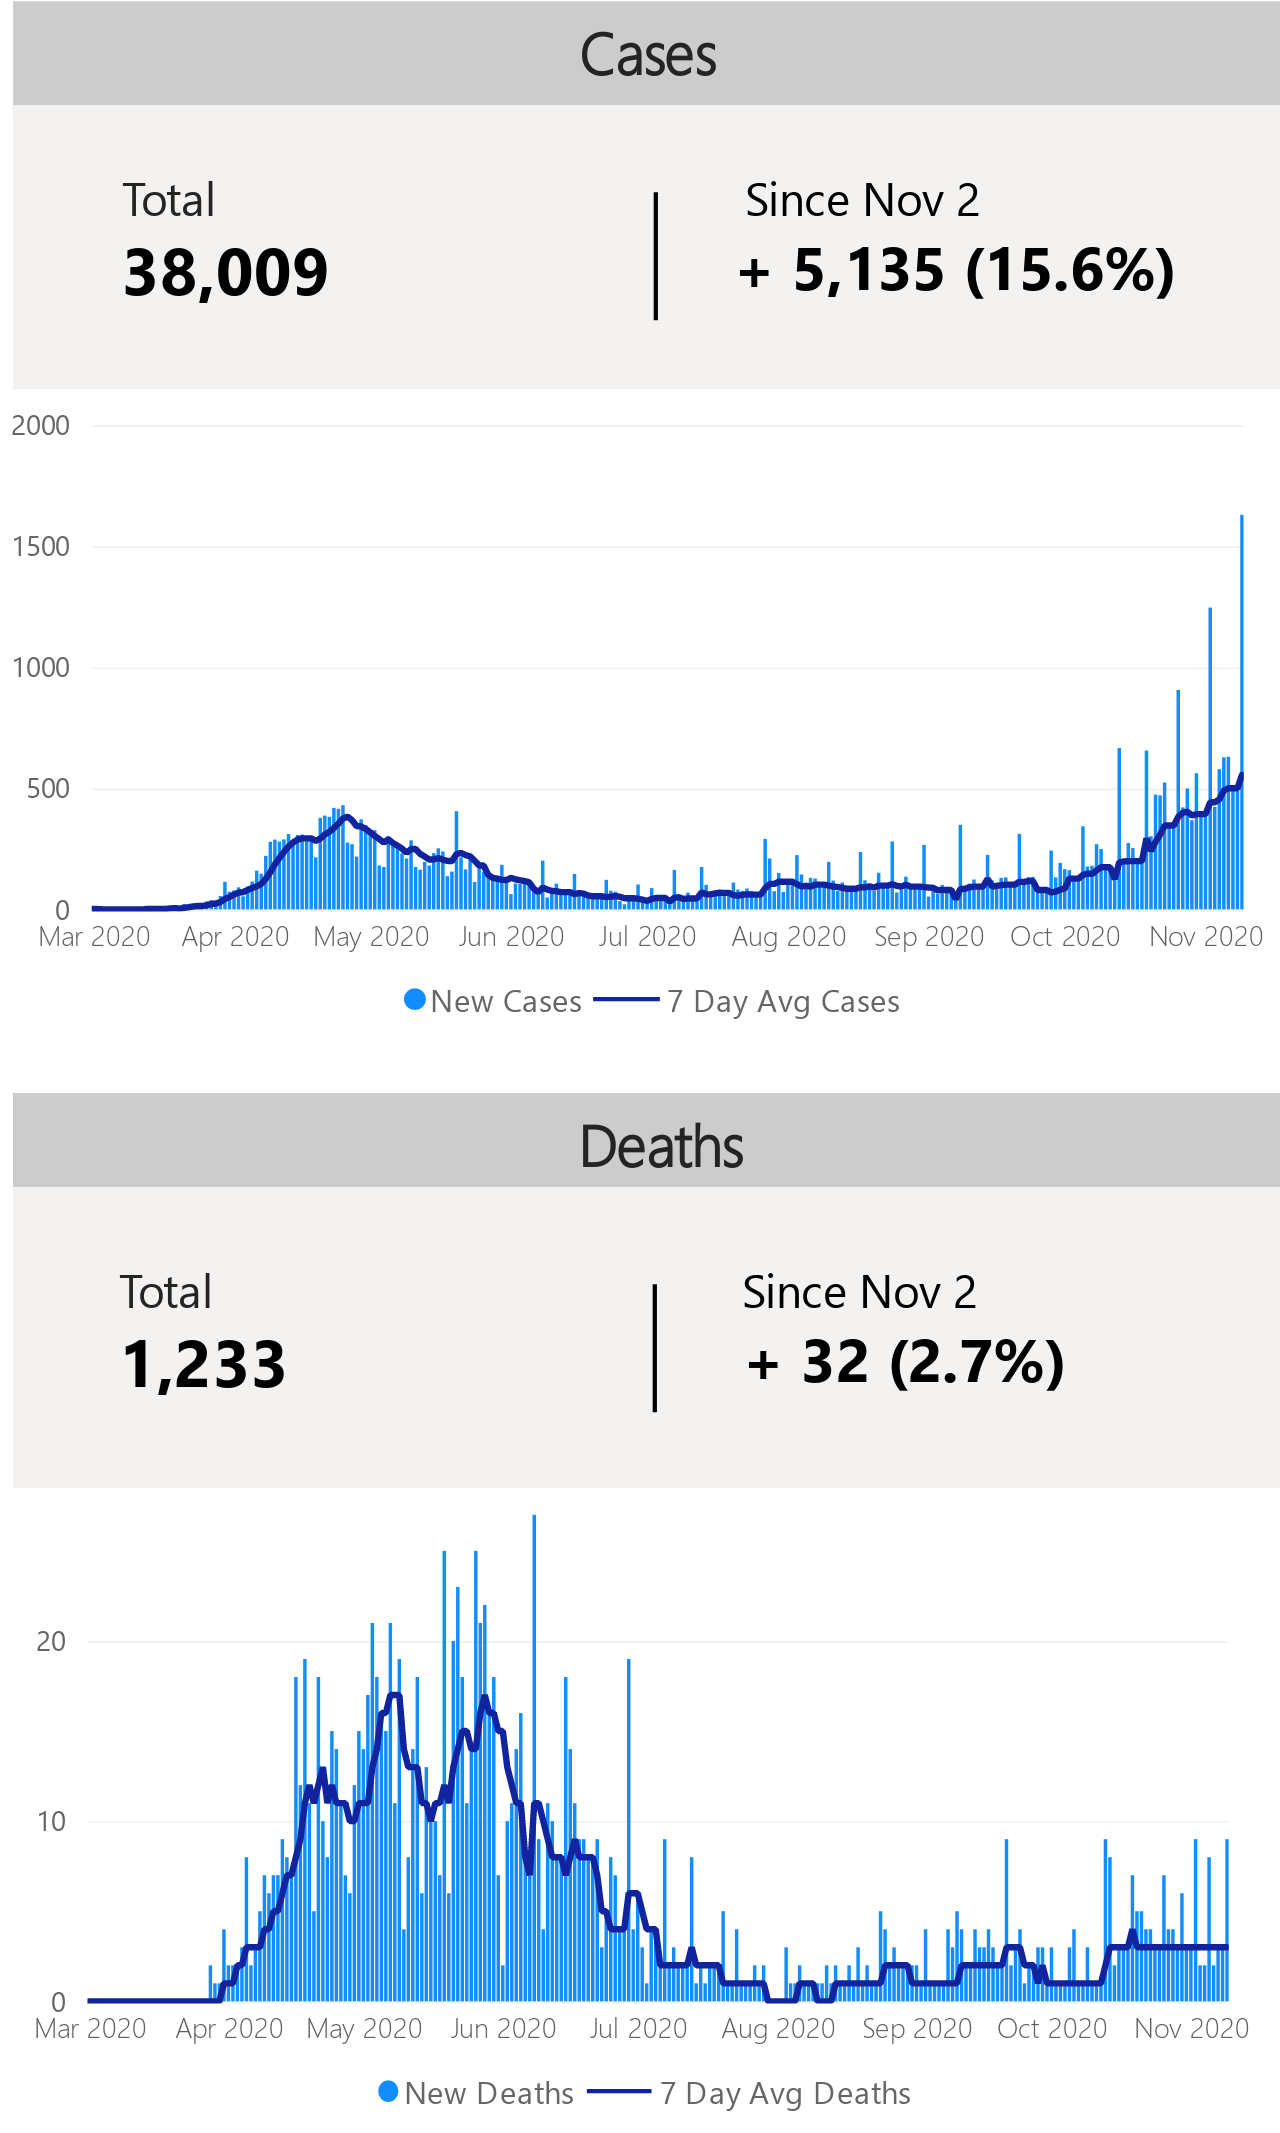 Cases
Total
Since Nov 2
38,009
+ 5,135 (15.6%)
2000
1500
1000
500
0
Mar 2020 Apr 2020 May 2020 Jun 2020 Jul 2020 Aug 2020 Sep 2020 Oct 2020 Nov 2020
New Cases 7 Day Avg Cases
Deaths
Total
Since Nov 2
1,233
+ 32 (2.7%)
20
10
0
Mar 2020 Apr 2020 May 2020 Jun 2020 Jul 2020 Aug 2020 Sep 2020 Oct 2020 Nov 2020
New Deaths 7 Day Avg Deaths